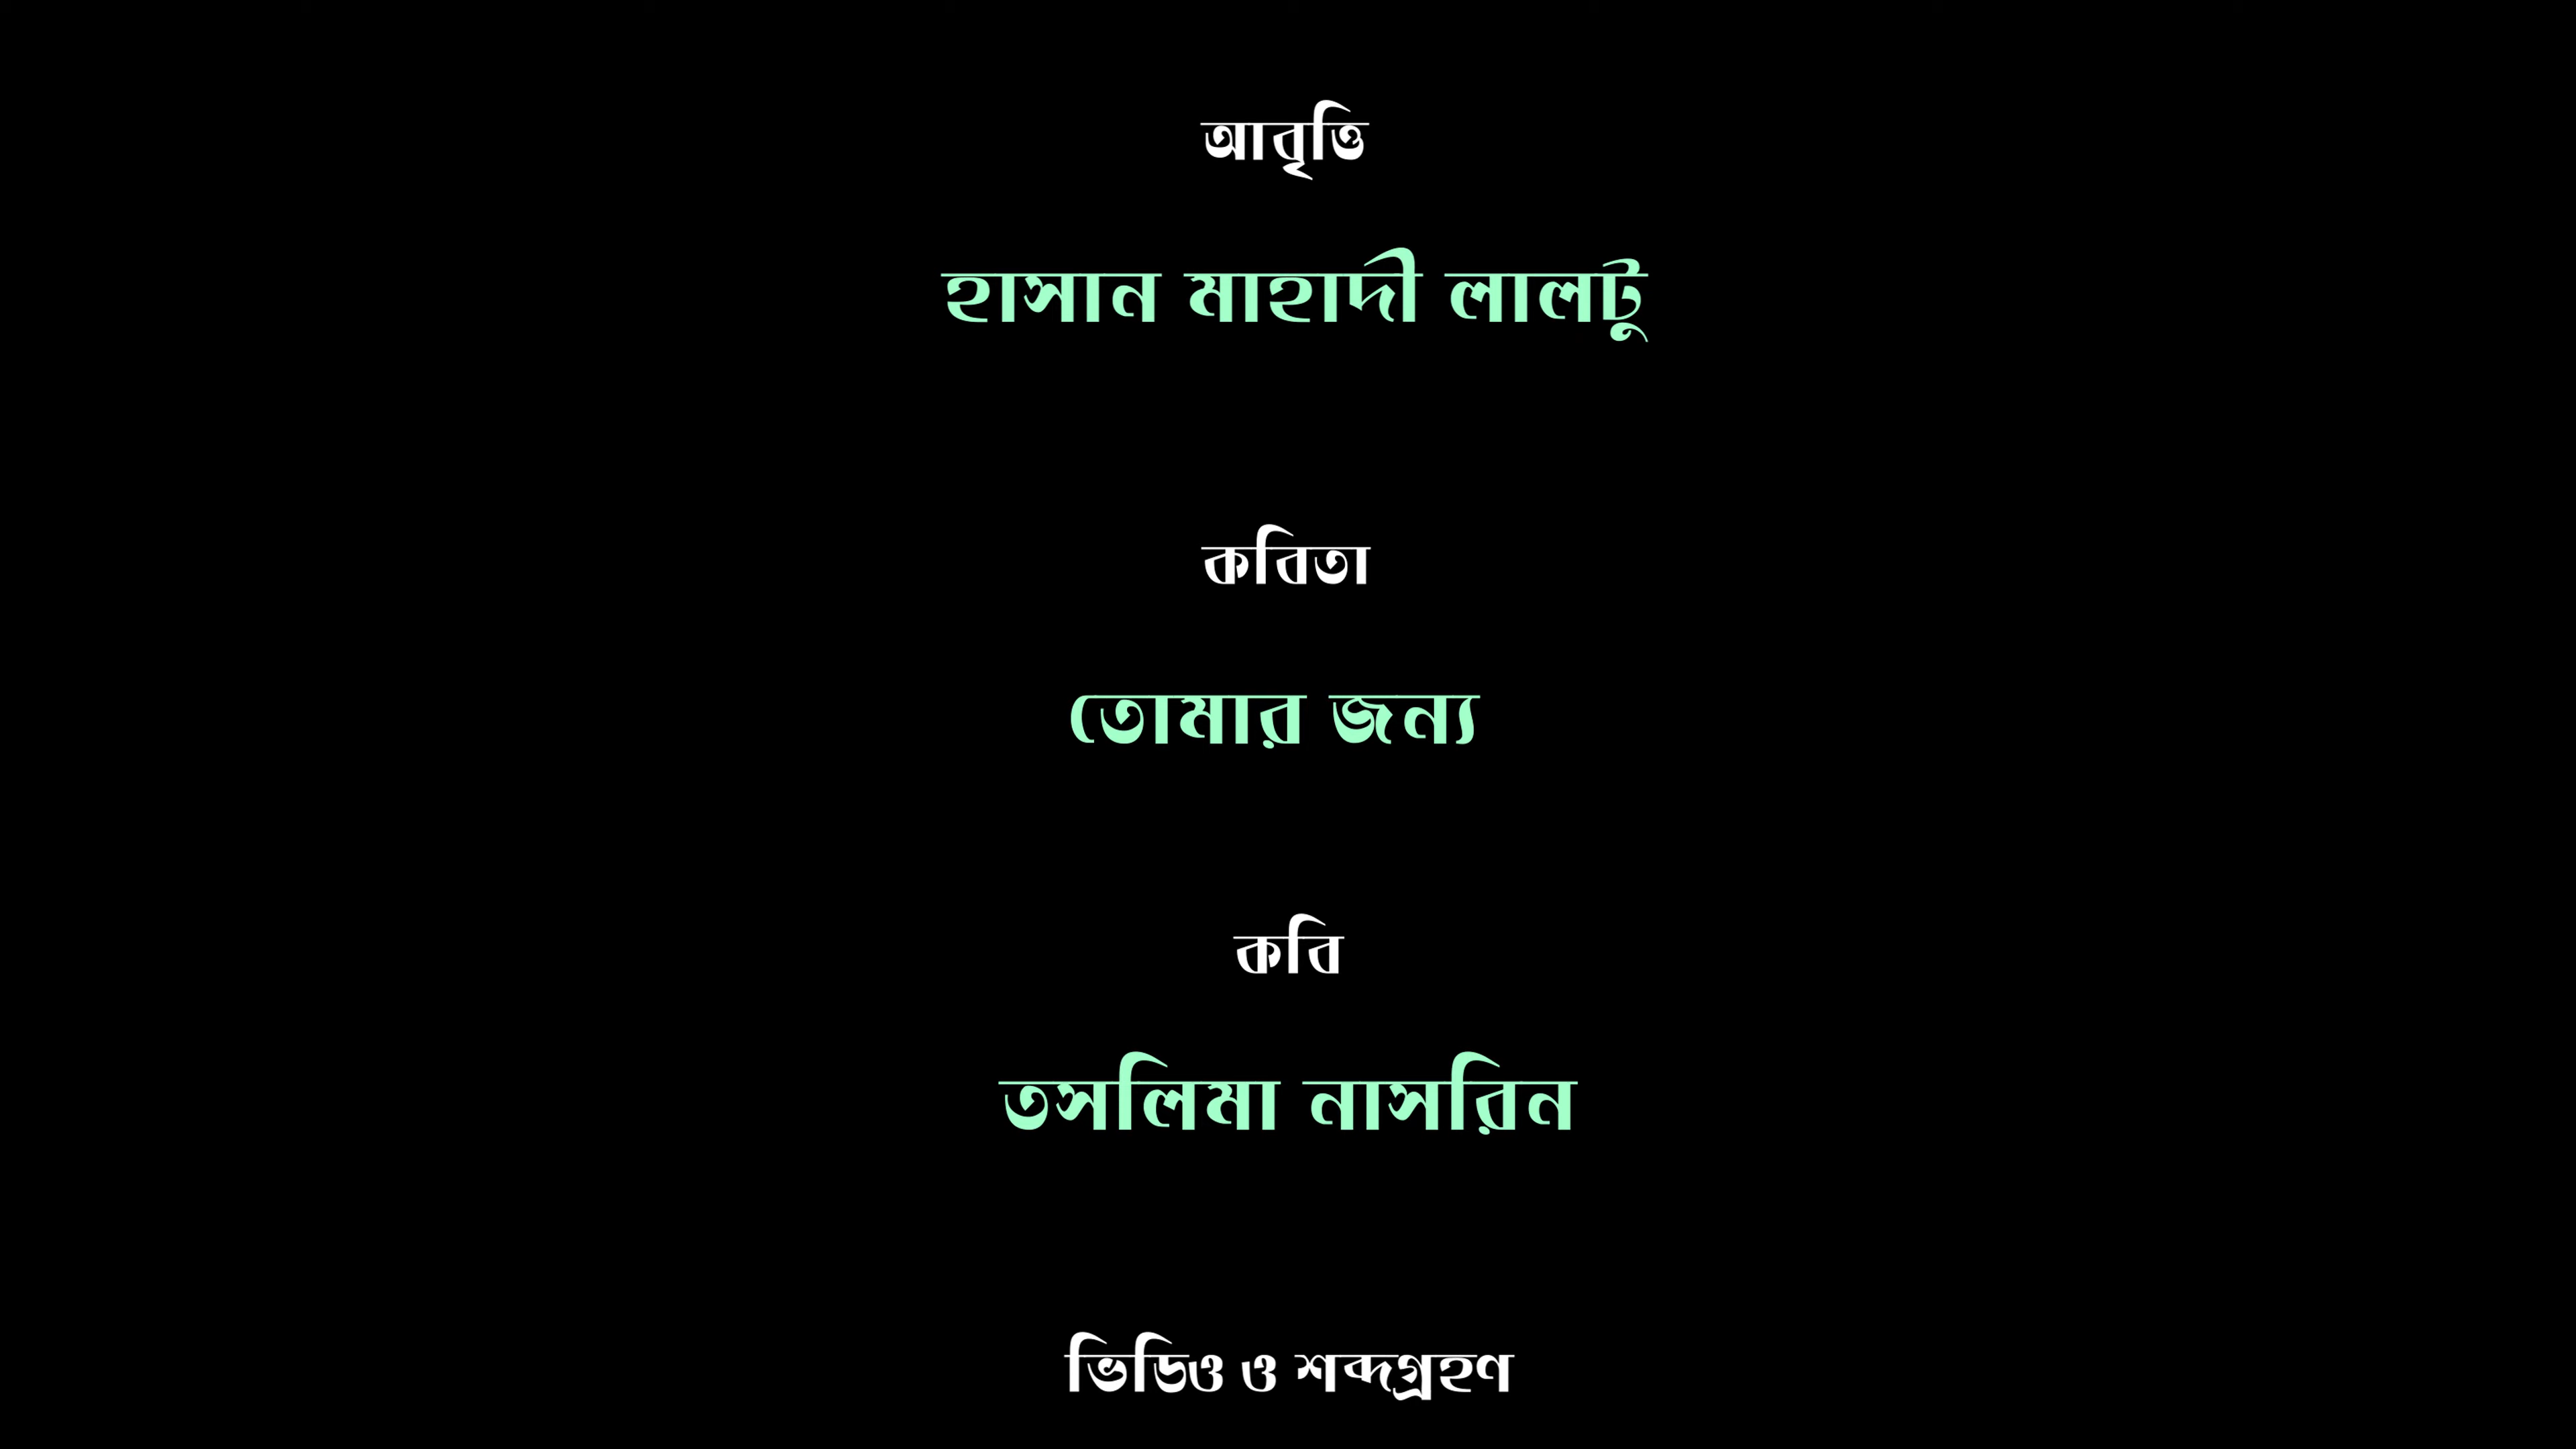 আবৃত্তি
হাসান মাহাদী লালটু
কবিতা
তোমার জন্য
কবি
তসলিমা নাসরিন
ভিডিও ও শব্দগ্রহণ